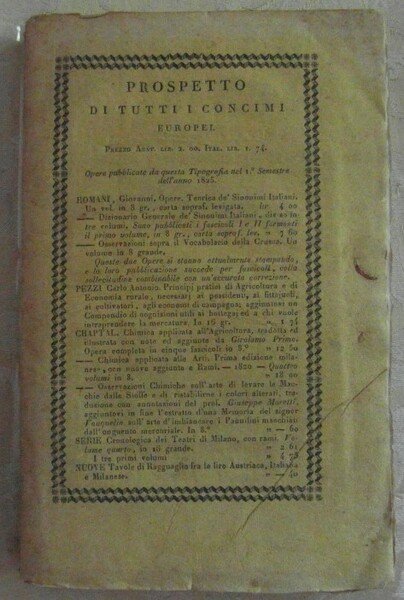 PROSPETTO
DI TUTTI I CONCIMI
EUROPEI.
Prezzo Aust. lir. 2. 00. Ital. lir. 1. 74.
Opere pubblicate da questa Tipografia nel 1.° Semestre
dell'anno 1825.
ROMANI, Giovanni, Opere. Teorica de' Sinonimi Italiani.
Un vol. in 8 gr., carta sopraf. levigata. lir. 4 00
— Dizionario Generale de' Sinonimi Italiani, div. in
tre volumi. Sono pubblicati i fascicoli I e II formanti
il primo volume, in 8 gr., carta sopraf. lev. " 7 60
— Osservazioni sopra il Vocabolario della Crusca. Un
volume in 8 grande.
Queste due Opere si stanno attualmente stampando,
e la loro pubblicazione succede per fascicoli, colla
sollecitudine combinabile con un'accurata correzione.
PEZZI Carlo Antonio. Principj pratici di Agricoltura e di
Economia rurale, necessarj ai possidenti, ai fittajuoli,
ai coltivatori, agli economi di campagna; aggiuntovi un
Compendio di cognizioni utili ai bottegai ed a chi vuole
intraprendere la mercatura. In 16 gr. " 1 74
CHAPTAL. Chimica applicata all'Agricoltura, tradotta ed
illustrata con note ed aggiunte da Girolamo Primo.
Opera completa in cinque fascicoli in 8.° " 12 50
— Chimica applicata alle Arti. Prima edizione milanese,
con nuove aggiunte e Rami. — 1820 — Quattro
volumi in 8. " 18 00
— Osservazioni Chimiche sull'arte di levare le Macchie
dalle Stoffe e di ristabilirne i colori alterati, traduzione
con annotazioni del prof. Giuseppe Moretti,
aggiuntovi in fine l'estratto d'una Memoria del signor
Vauquelin sull'arte d'imbiancare i Pannilini macchiati
dall'unguento mercuriale. In 8.° " — 60
SERIE Cronologica dei Teatri di Milano, con rami. Volume
quarto, in 16 grande. " 2 61
I tre primi volumi " 4 78
NUOVE Tavole di Ragguaglio fra le lire Austriaca, Italiana
e Milanese. " — 40